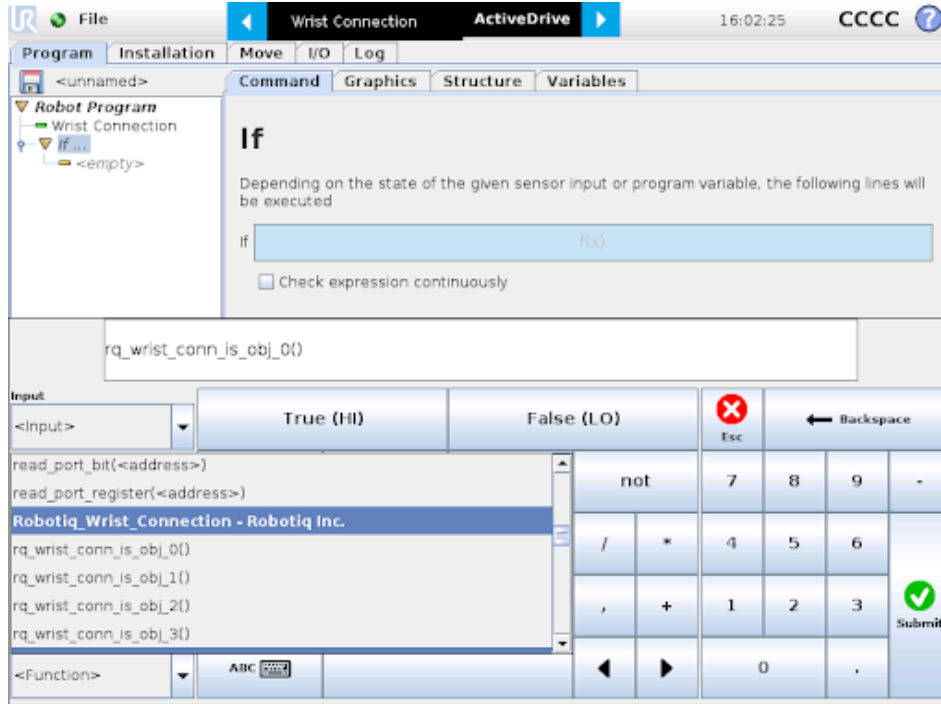 UR File Wrist Connection ActiveDrive 16:02:25 CCCC ?
Program Installation Move I/O Log
<unnamed> Command Graphics Structure Variables
Robot Program
Wrist Connection
If ...
<empty>
If
Depending on the state of the given sensor input or program variable, the following lines will
be executed
If f(x)
Check expression continuously
rq_wrist_conn_is_obj_0()
Input
<Input> True (HI) False (LO) Esc Backspace
read_port_bit(<address>)
read_port_register(<address>)
not 7 8 9 -
Robotiq_Wrist_Connection - Robotiq Inc.
rq_wrist_conn_is_obj_0()
/ * 4 5 6
rq_wrist_conn_is_obj_1()
rq_wrist_conn_is_obj_2()
, + 1 2 3 Submit
rq_wrist_conn_is_obj_3()
<Function> ABC 0 .